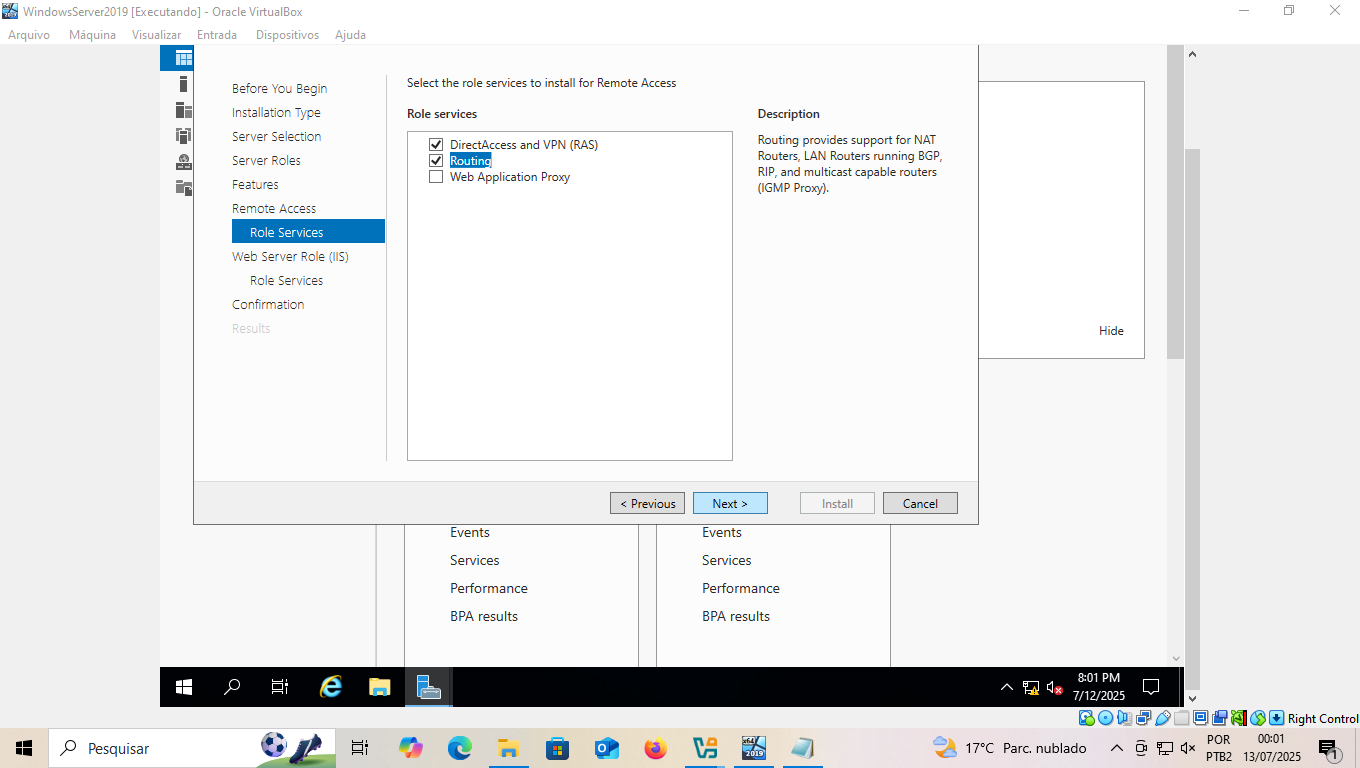 WindowsServer2019 [Executando] - Oracle VirtualBox
Arquivo Máquina Visualizar Entrada Dispositivos Ajuda
Before You Begin
Installation Type
Server Selection
Server Roles
Features
Remote Access
Role Services
Web Server Role (IIS)
Role Services
Confirmation
Results
Select the role services to install for Remote Access
Role services
DirectAccess and VPN (RAS)
Routing
Web Application Proxy
Description
Routing provides support for NAT
Routers, LAN Routers running BGP,
RIP, and multicast capable routers
(IGMP Proxy).
Hide
< Previous
Next >
Install
Cancel
Events
Services
Performance
BPA results
Events
Services
Performance
BPA results
8:01 PM
7/12/2025
Right Control
Pesquisar
x64
2019
17°C Parc. nublado
POR
PTB2
00:01
13/07/2025
1